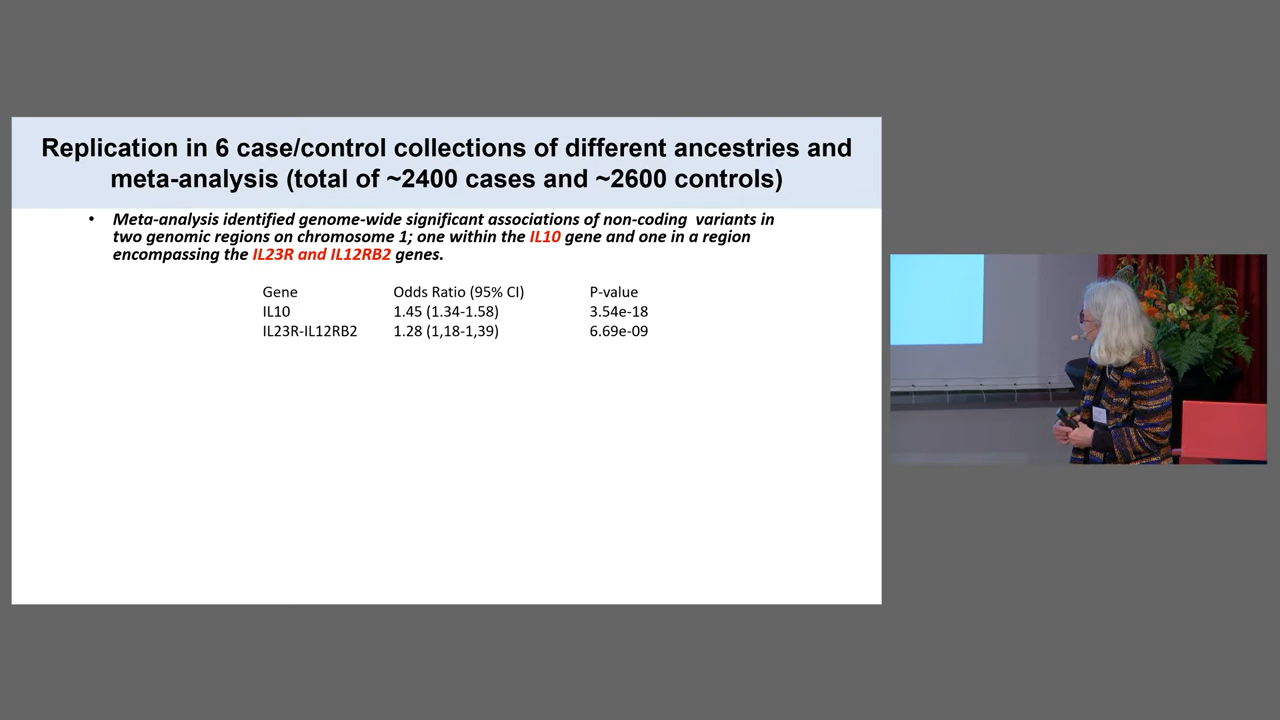 Replication in 6 case/control collections of different ancestries and
meta-analysis (total of ~2400 cases and ~2600 controls)
• Meta-analysis identified genome-wide significant associations of non-coding variants in
two genomic regions on chromosome 1; one within the IL10 gene and one in a region
encompassing the IL23R and IL12RB2 genes.
Gene Odds Ratio (95% CI) P-value
IL10 1.45 (1.34-1.58) 3.54e-18
IL23R-IL12RB2 1.28 (1,18-1,39) 6.69e-09